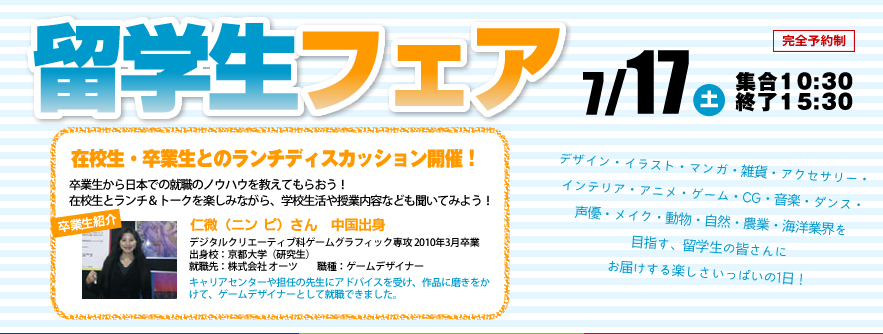 留学生フェア
完全予約制
7/17 土 集合10:30
終了15:30
在校生・卒業生とのランチディスカッション開催！
卒業生から日本での就職のノウハウを教えてもらおう！
在校生とランチ＆トークを楽しみながら、学校生活や授業内容なども聞いてみよう！
卒業生紹介
仁微（ニン ビ）さん　中国出身
デジタルクリエーティブ科ゲームグラフィック専攻 2010年3月卒業
出身校：京都大学（研究生）
就職先：株式会社 オーツ　　職種：ゲームデザイナー
キャリアセンターや担任の先生にアドバイスを受け、作品に磨きをか
けて、ゲームデザイナーとして就職できました。
デザイン・イラスト・マンガ・雑貨・アクセサリー・
インテリア・アニメ・ゲーム・CG・音楽・ダンス・
声優・メイク・動物・自然・農業・海洋業界を
目指す、留学生の皆さんに
お届けする楽しさいっぱいの1日！